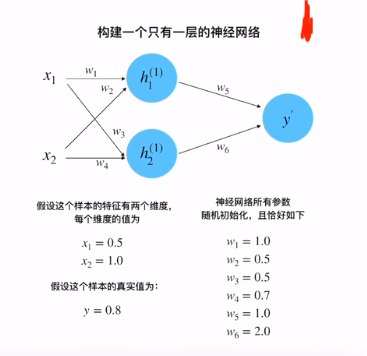 构建一个只有一层的神经网络
x₁
w₁
h₁⁽¹⁾
w₂
w₅
y′
w₃
x₂
w₄
h₂⁽¹⁾
w₆
假设这个样本的特征有两个维度，
每个维度的值为
x₁ = 0.5
x₂ = 1.0
假设这个样本的真实值为：
y = 0.8
神经网络所有参数
随机初始化，且恰好如下
w₁ = 1.0
w₂ = 0.5
w₃ = 0.5
w₄ = 0.7
w₅ = 1.0
w₆ = 2.0